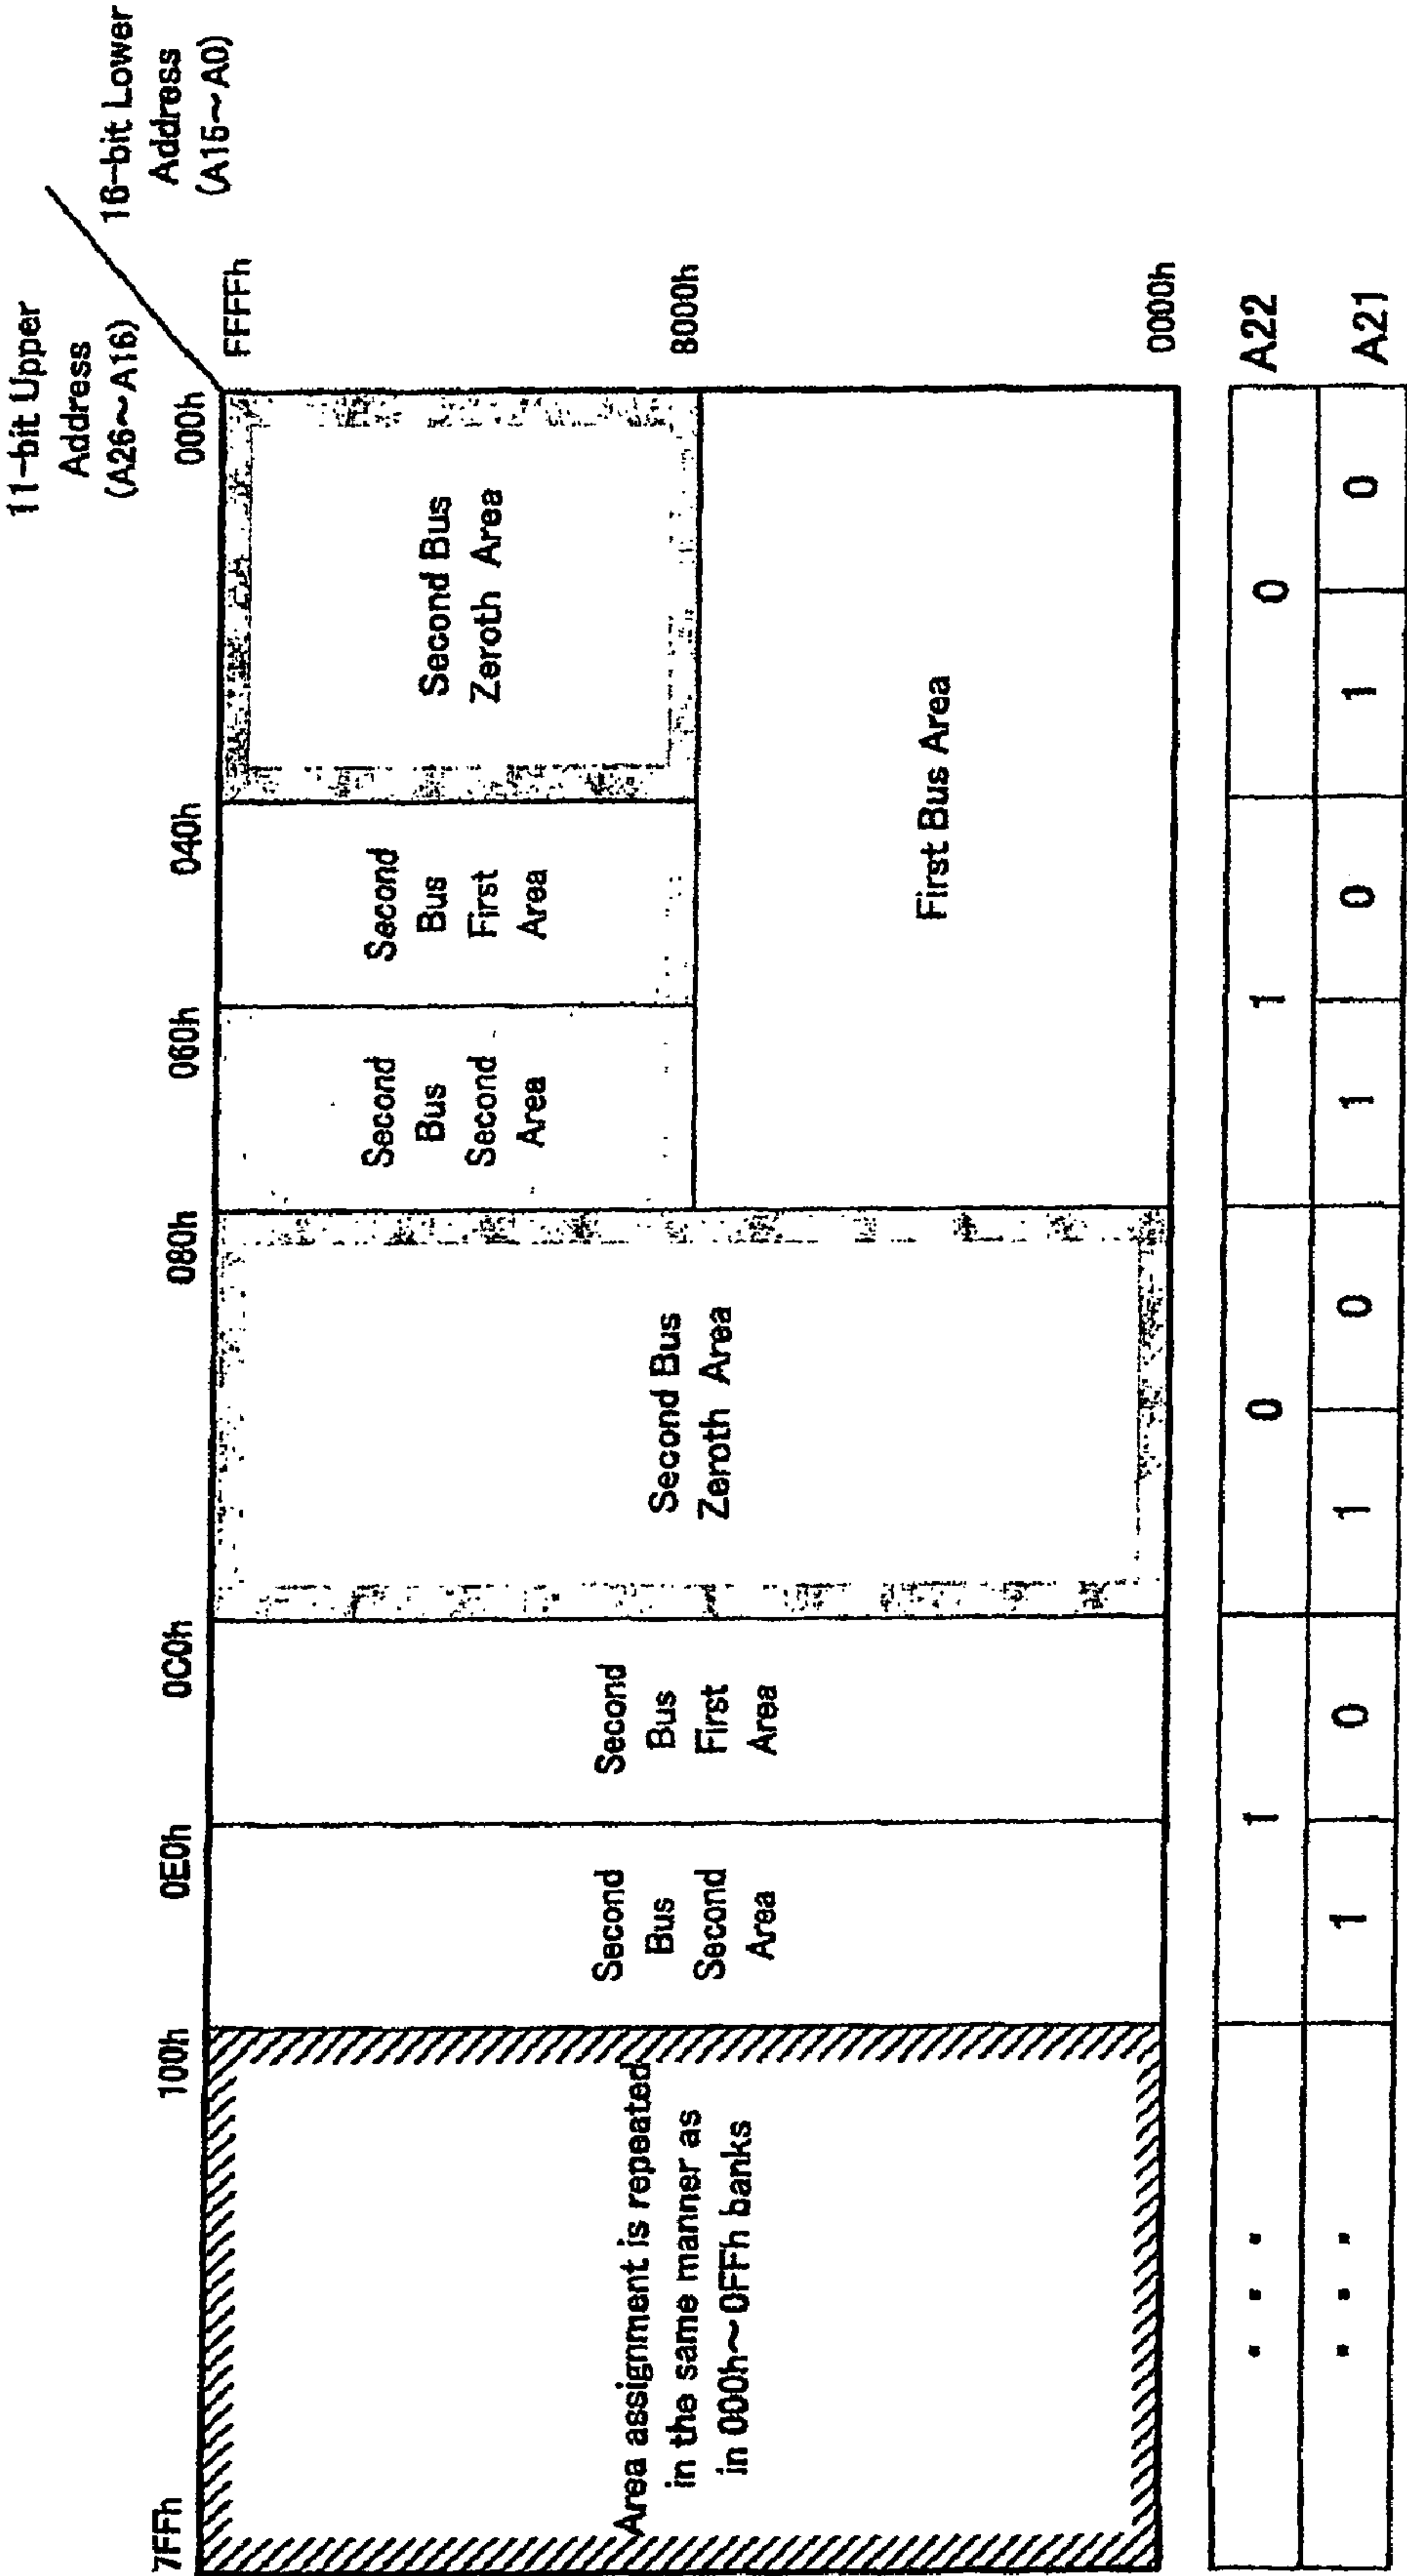 11-bit Upper
Address
(A26~A16)
16-bit Lower
Address
(A15~A0)
7FFh
100h
0E0h
0C0h
080h
060h
040h
000h
FFFFh
8000h
0000h
Area assignment is repeated
in the same manner as
in 000h~0FFh banks
Second
Bus
Second
Area
Second
Bus
First
Area
Second Bus
Zeroth Area
Second
Bus
Second
Area
Second
Bus
First
Area
Second Bus
Zeroth Area
First Bus Area
. . . 1 0 1 0 A22
. . . 1 0 1 0 1 0 1 0 A21